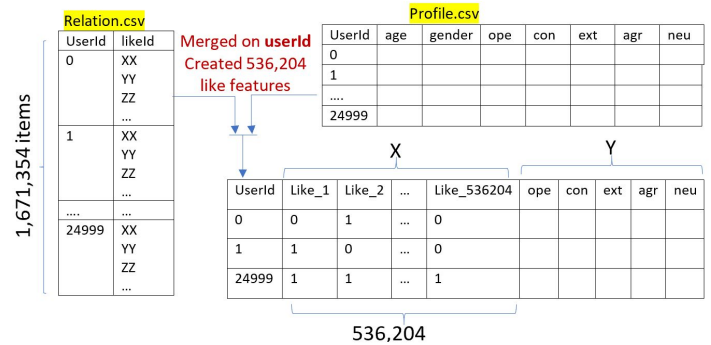 Relation.csv
UserId likeId
0 XX
YY
ZZ
...
1 XX
YY
ZZ
...
.... ...
24999 XX
YY
ZZ
...
1,671,354 items
Merged on userId
Created 536,204
like features
Profile.csv
UserId age gender ope con ext agr neu
0
1
....
24999
X Y
UserId Like_1 Like_2 ... Like_536204 ope con ext agr neu
0 0 1 ... 0
1 1 0 ... 0
24999 1 1 ... 1
536,204